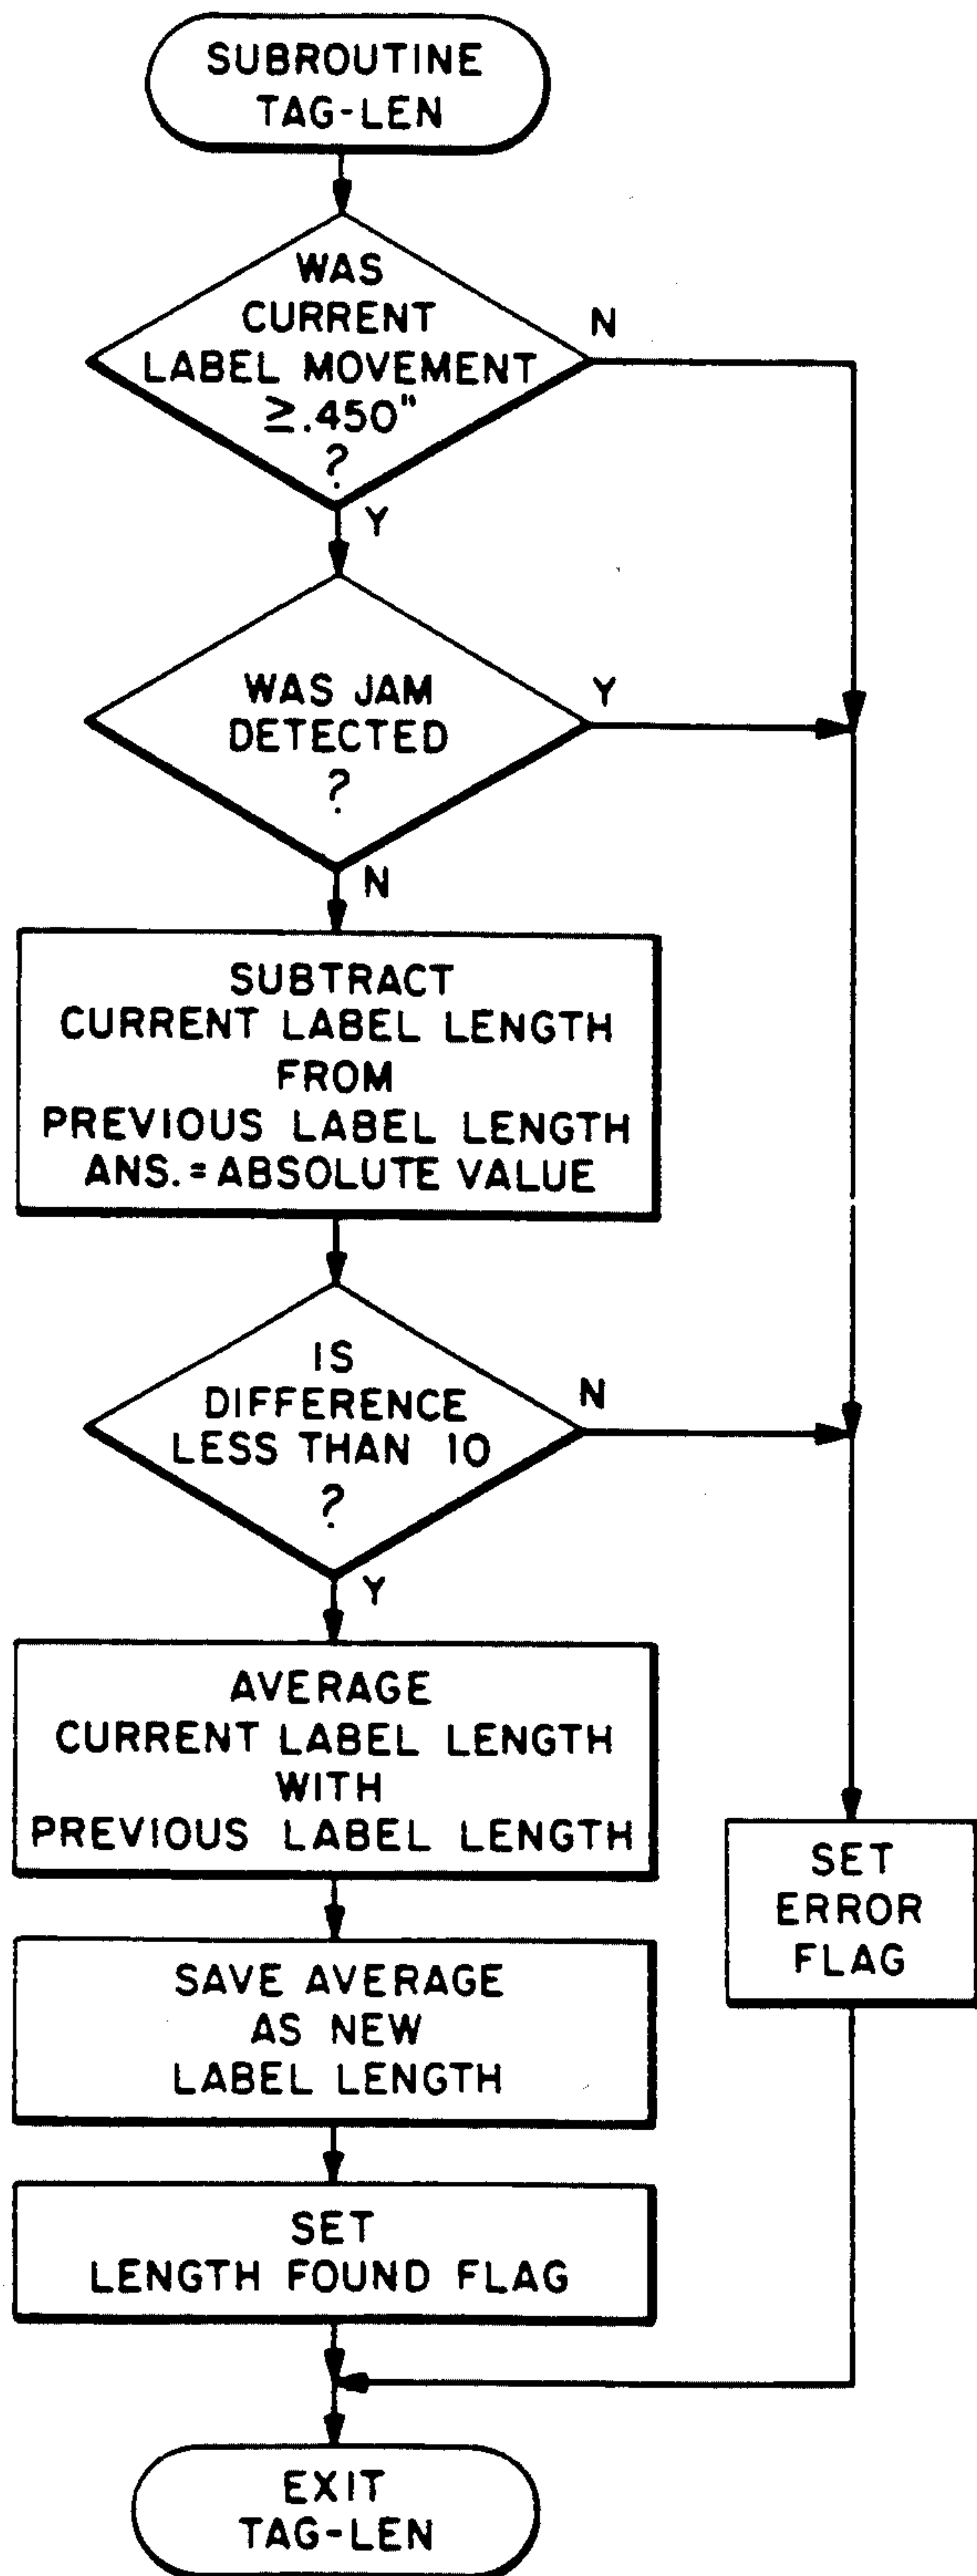 SUBROUTINE
TAG-LEN
WAS
CURRENT
LABEL MOVEMENT
≥.450"
?
N
Y
WAS JAM
DETECTED
?
Y
N
SUBTRACT
CURRENT LABEL LENGTH
FROM
PREVIOUS LABEL LENGTH
ANS.=ABSOLUTE VALUE
IS
DIFFERENCE
LESS THAN 10
?
N
Y
AVERAGE
CURRENT LABEL LENGTH
WITH
PREVIOUS LABEL LENGTH
SET
ERROR
FLAG
SAVE AVERAGE
AS NEW
LABEL LENGTH
SET
LENGTH FOUND FLAG
EXIT
TAG-LEN